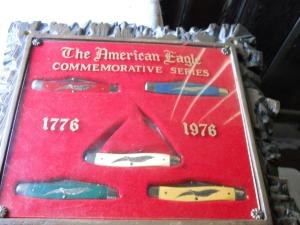 The American Eagle
COMMEMORATIVE SERIES
1776 1976